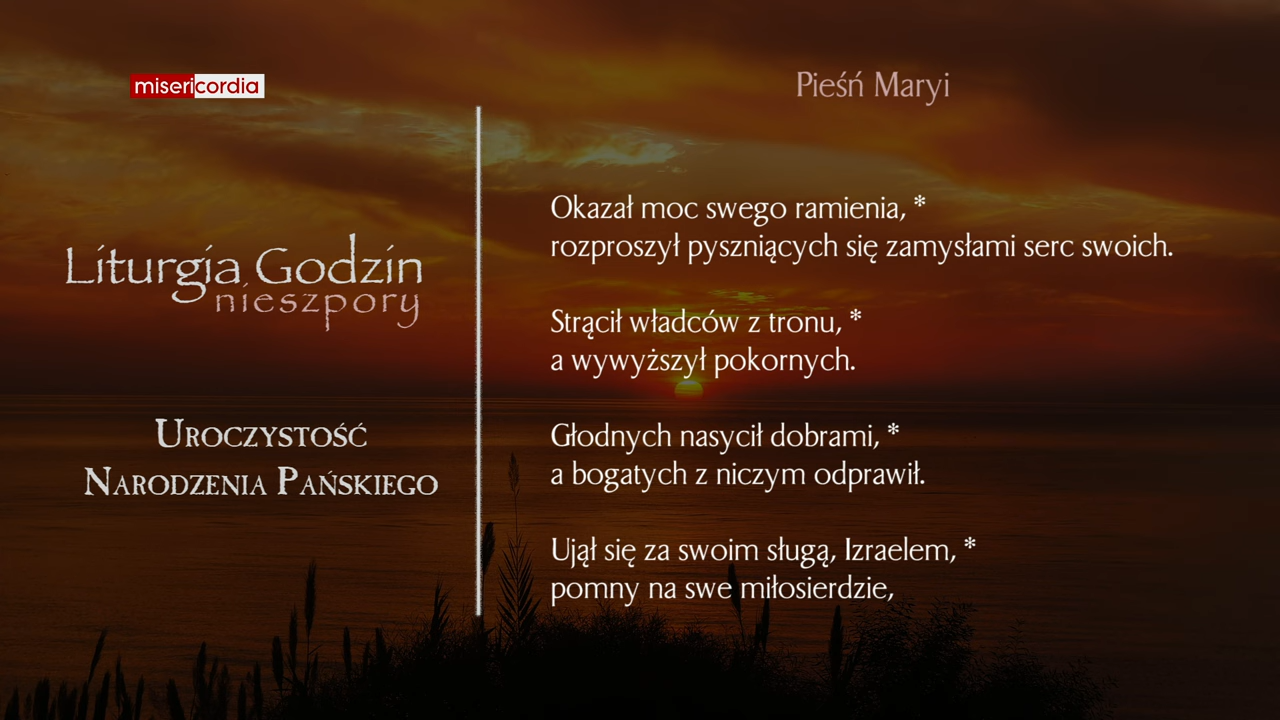 misericordia
Pieśń Maryi
Liturgia Godzin
nieszpory
Uroczystość
Narodzenia Pańskiego
Okazał moc swego ramienia, *
rozproszył pyszniących się zamysłami serc swoich.
Strącił władców z tronu, *
a wywyższył pokornych.
Głodnych nasycił dobrami, *
a bogatych z niczym odprawił.
Ujął się za swoim sługą, Izraelem, *
pomny na swe miłosierdzie,